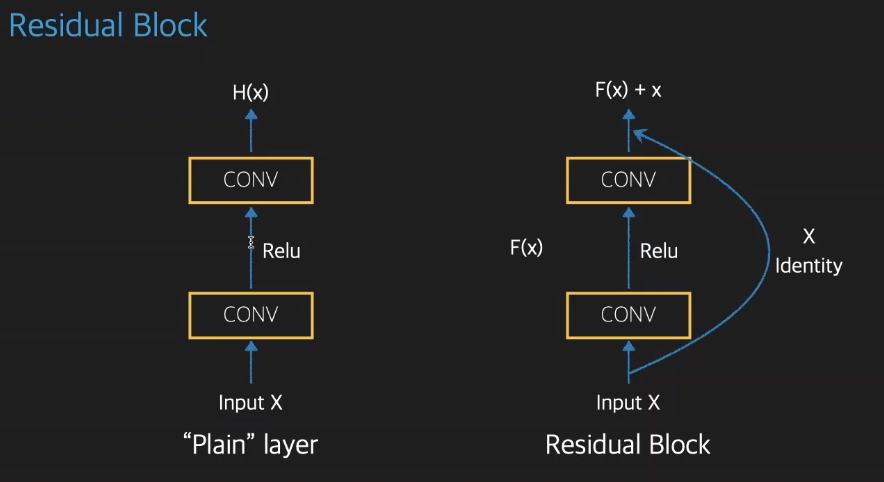 Residual Block
H(x)
CONV
Relu
CONV
Input X
“Plain” layer
F(x) + x
CONV
F(x)
Relu
X
Identity
CONV
Input X
Residual Block